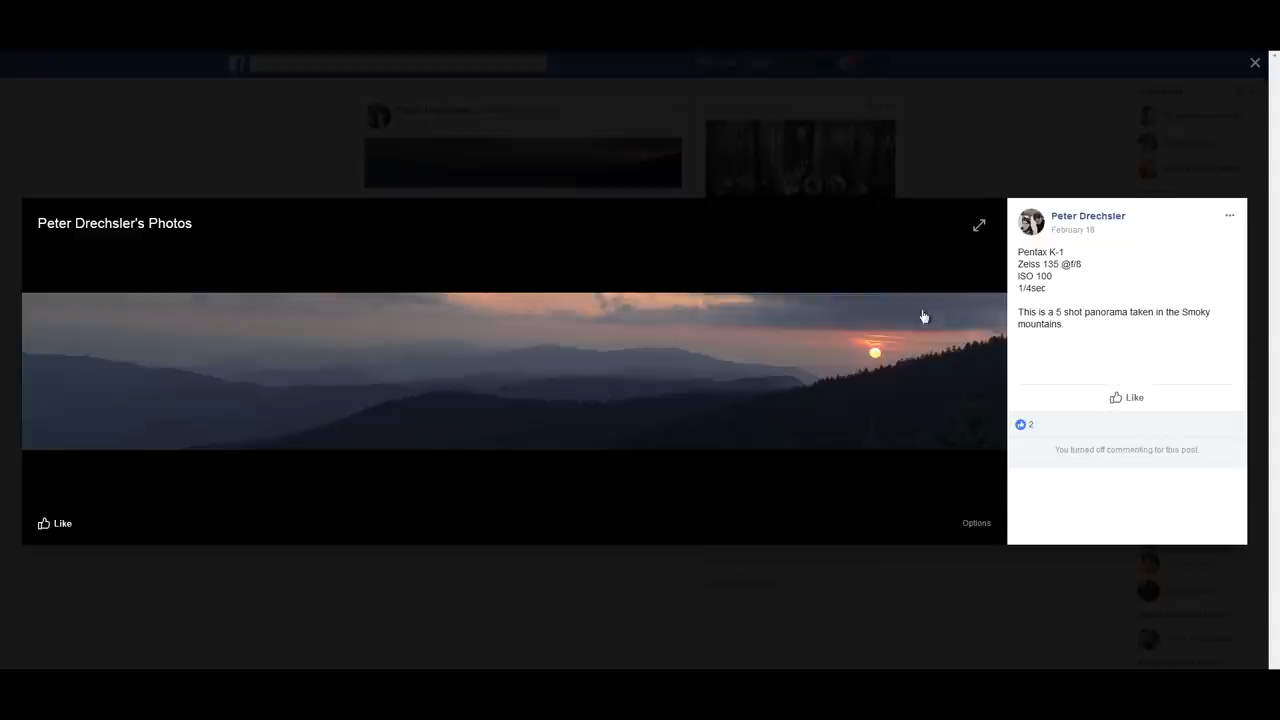 Peter Drechsler's Photos
Peter Drechsler
February 18
Pentax K-1
Zeiss 135 @f/8
ISO 100
1/4sec
This is a 5 shot panorama taken in the Smoky
mountains.
Like
2
You turned off commenting for this post.
Like
Options